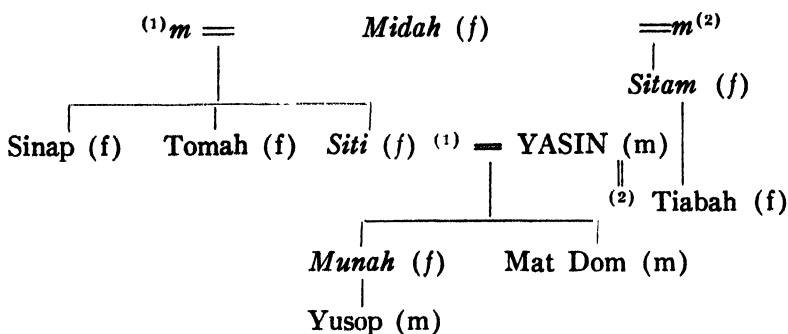 (1) m = Midah (f) =m (2)
Sitam (f)
Sinap (f) Tomah (f) Siti (f) (1) = YASIN (m)
(2) Tiabah (f)
Munah (f) Mat Dom (m)
Yusop (m)